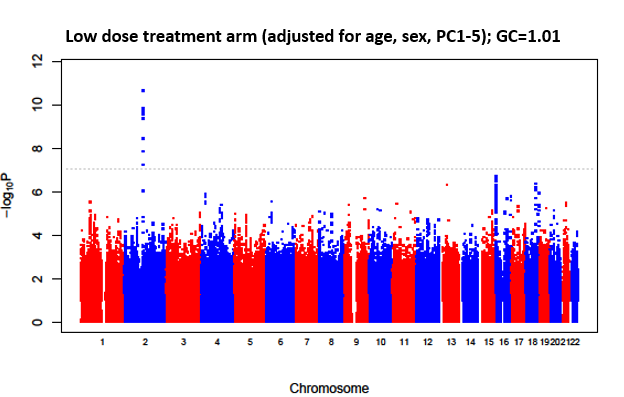 Low dose treatment arm (adjusted for age, sex, PC1-5); GC=1.01
12
10
8
6
4
2
0
−log10P
1 2 3 4 5 6 7 8 9 10 11 12 13 14 15 16 17 18 19 20 21 22
Chromosome